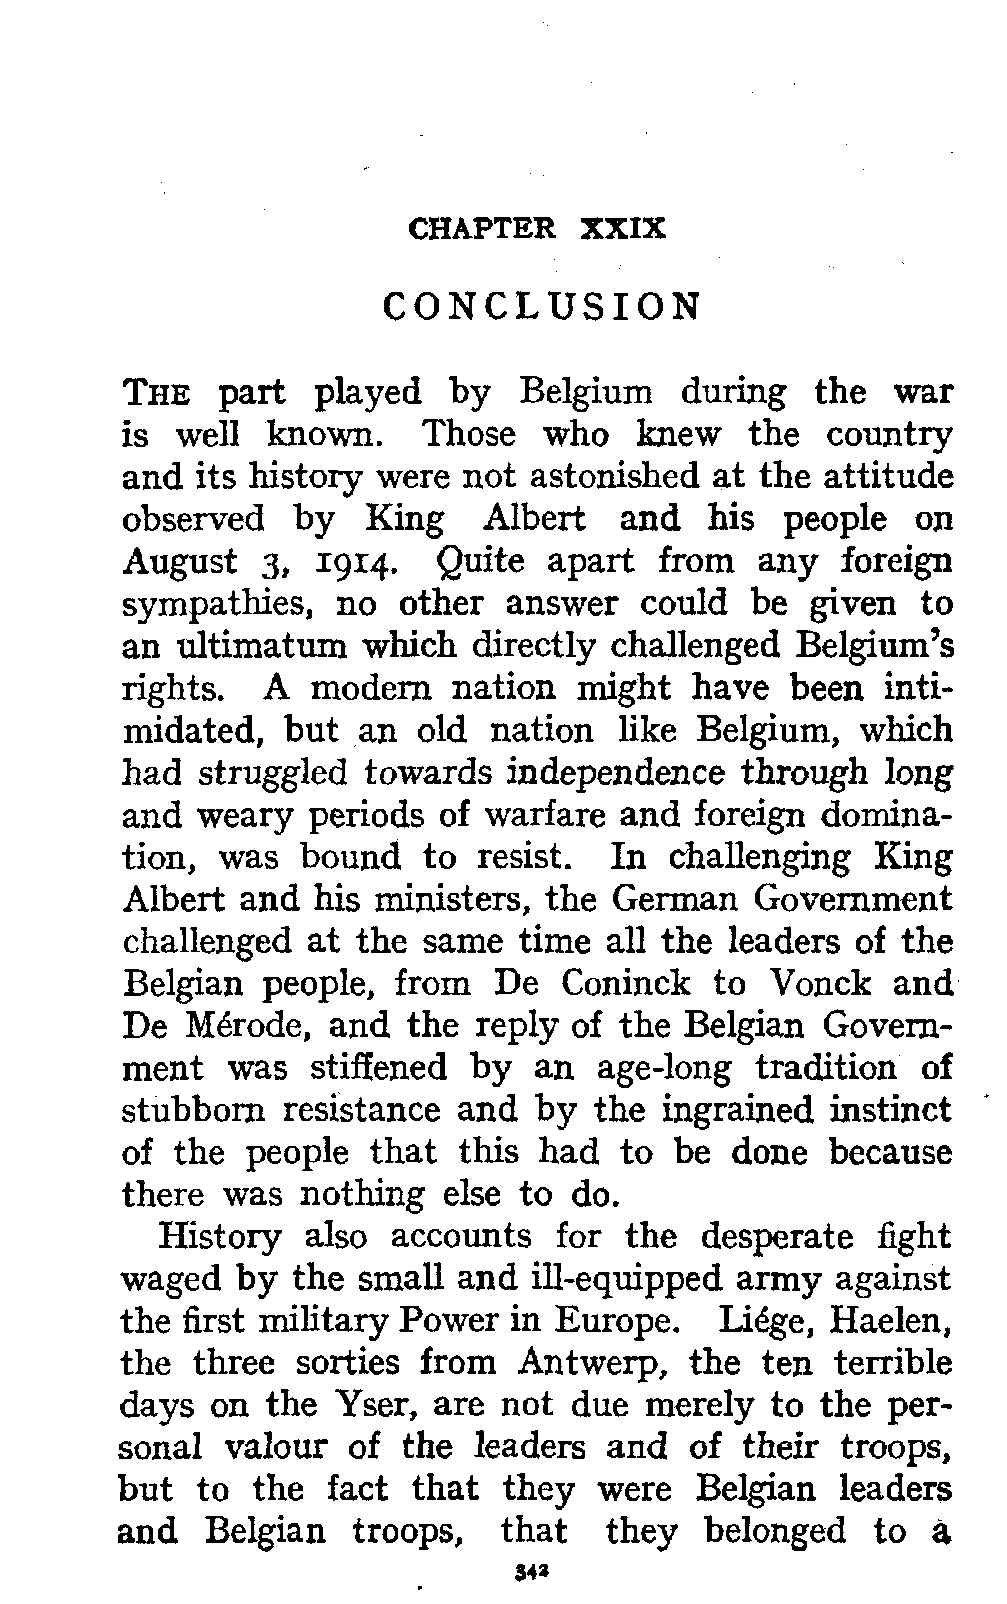 CHAPTER XXIX
CONCLUSION
THE part played by Belgium during the war
is well known. Those who knew the country
and its history were not astonished at the attitude
observed by King Albert and his people on
August 3, 1914. Quite apart from any foreign
sympathies, no other answer could be given to
an ultimatum which directly challenged Belgium's
rights. A modern nation might have been inti-
midated, but an old nation like Belgium, which
had struggled towards independence through long
and weary periods of warfare and foreign domina-
tion, was bound to resist. In challenging King
Albert and his ministers, the German Government
challenged at the same time all the leaders of the
Belgian people, from De Coninck to Vonck and
De Mérode, and the reply of the Belgian Govern-
ment was stiffened by an age-long tradition of
stubborn resistance and by the ingrained instinct
of the people that this had to be done because
there was nothing else to do.
History also accounts for the desperate fight
waged by the small and ill-equipped army against
the first military Power in Europe. Liége, Haelen,
the three sorties from Antwerp, the ten terrible
days on the Yser, are not due merely to the per-
sonal valour of the leaders and of their troops,
but to the fact that they were Belgian leaders
and Belgian troops, that they belonged to a
342